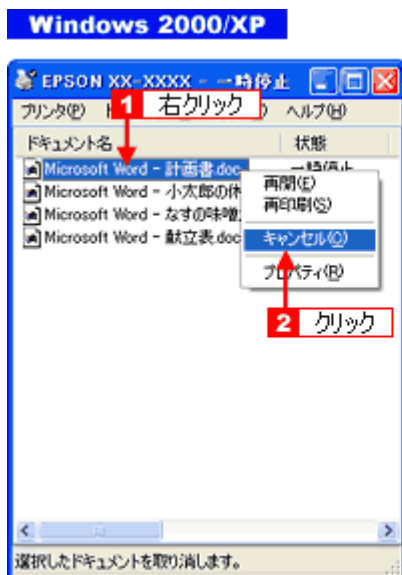 Windows 2000/XP
EPSON XX-XXXX - 一時停止
プリンタ(P)
1 右クリック
ヘルプ(H)
ドキュメント名 状態
Microsoft Word - 計画書.doc 一時停止
Microsoft Word - 小太郎の休
Microsoft Word - なすの味噌
Microsoft Word - 献立表.doc
再開(E)
再印刷(S)
キャンセル(C)
プロパティ(R)
2 クリック
選択したドキュメントを取り消します。